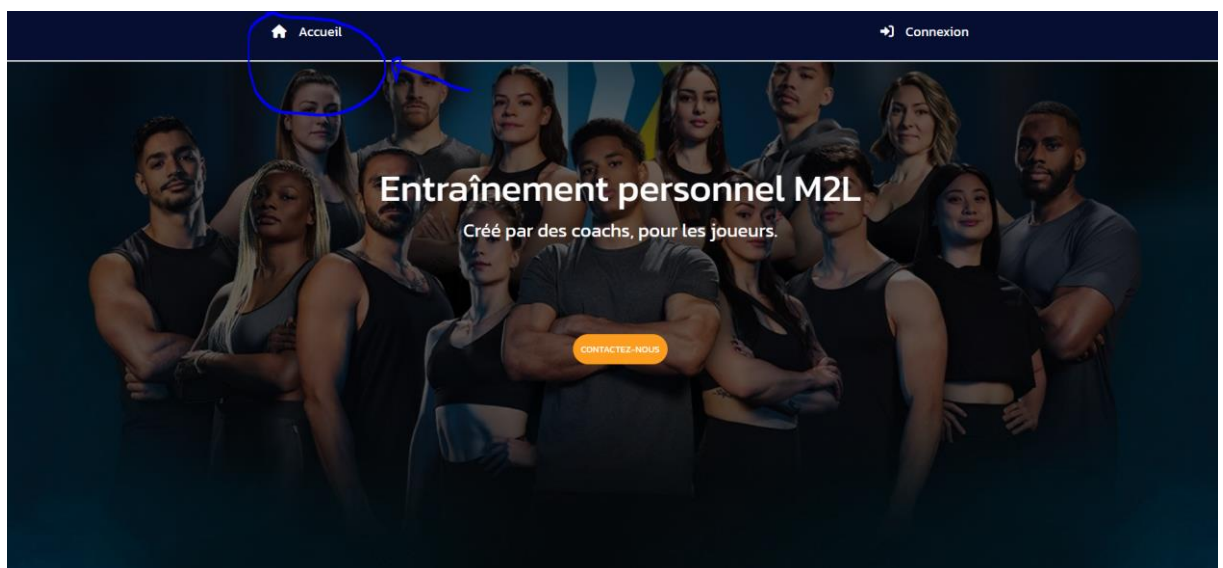 Accueil
Connexion
Entraînement personnel M2L
Créé par des coachs, pour les joueurs.
CONTACTEZ-NOUS